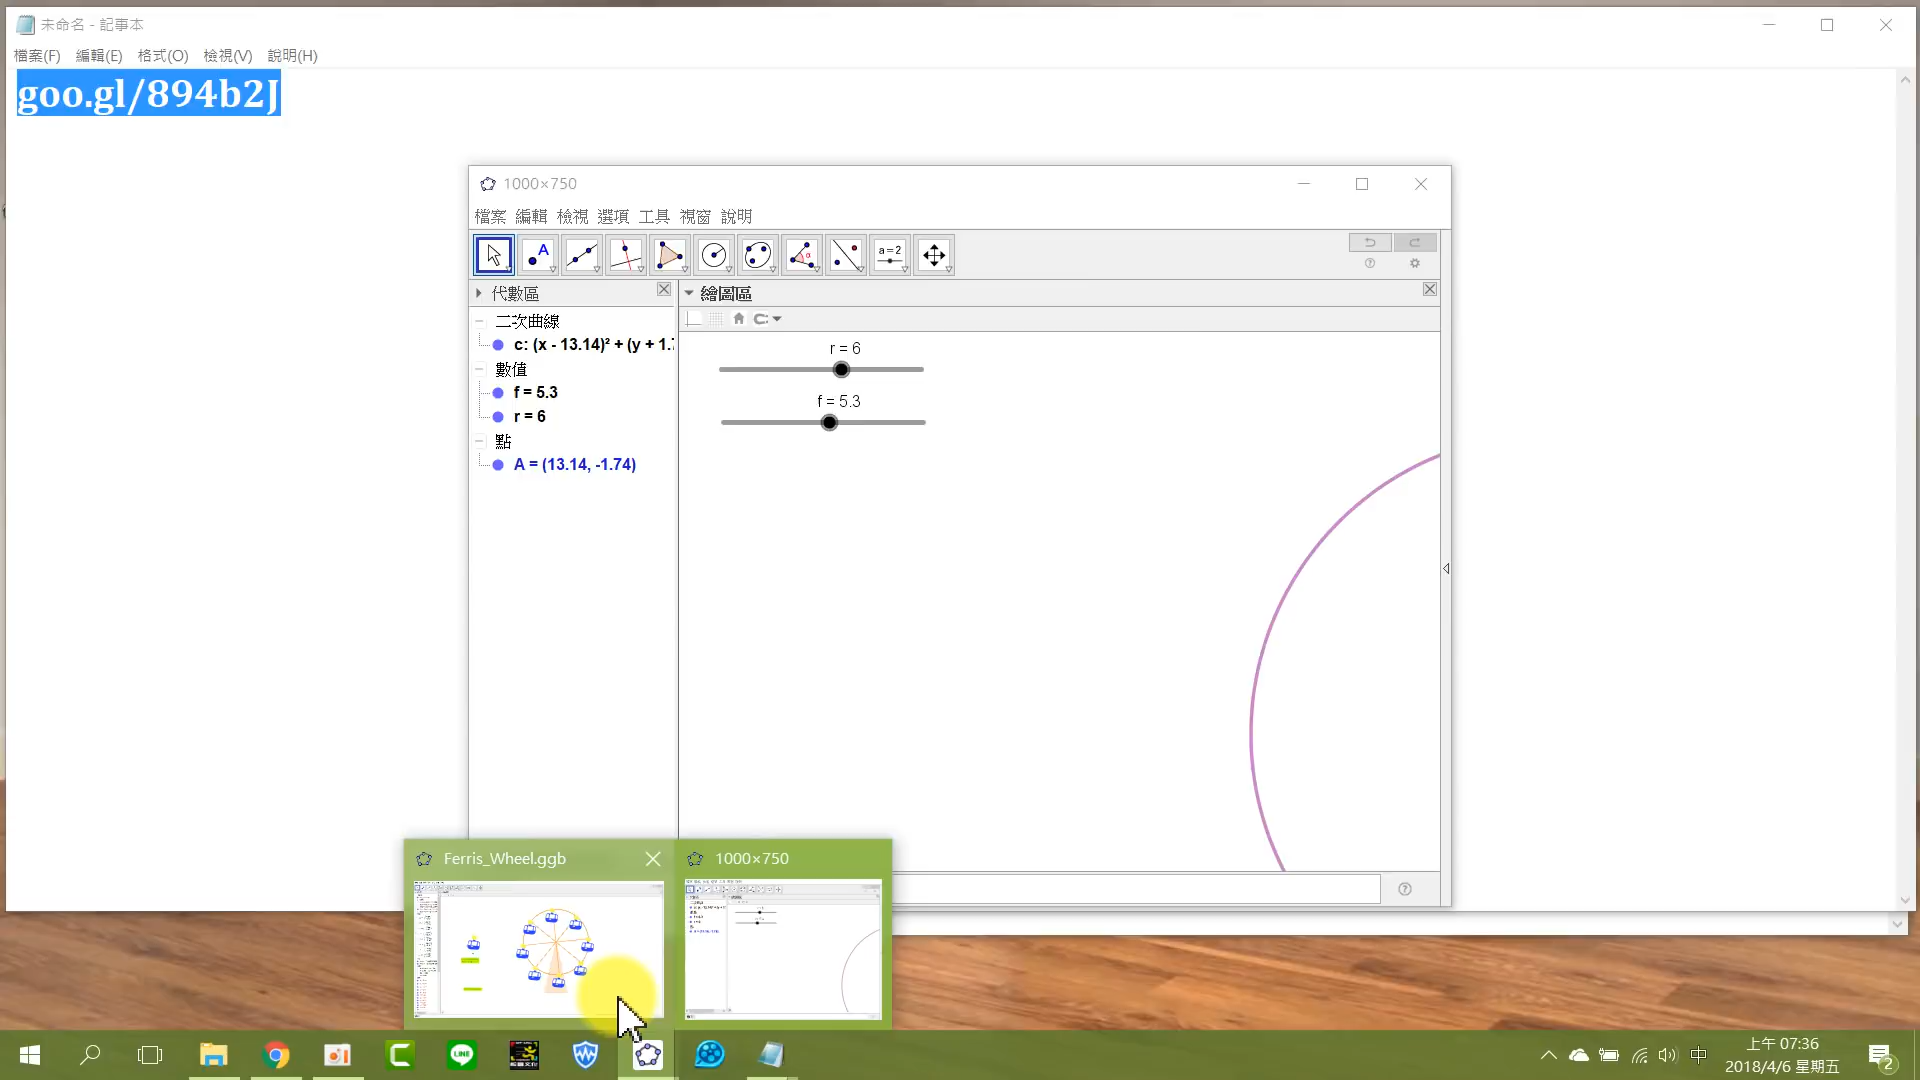 未命名 - 記事本
檔案(F) 編輯(E) 格式(O) 檢視(V) 說明(H)
goo.gl/894b2J
1000×750
檔案 編輯 檢視 選項 工具 視窗 說明
A
α
a=2
代數區
繪圖區
二次曲線
c: (x - 13.14)² + (y + 1.
數值
f = 5.3
r = 6
點
A = (13.14, -1.74)
r = 6
f = 5.3
Ferris_Wheel.ggb
1000×750
LINE
中
上午 07:36
2018/4/6 星期五
2